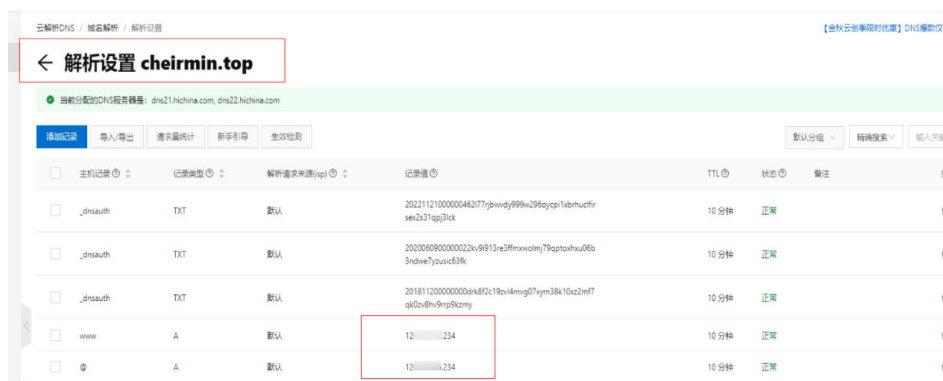 云解析DNS / 域名解析 / 解析设置
【金秋云创季限时优惠】DNS爆款仅
← 解析设置 cheirmin.top
当前分配的DNS服务器是：dns21.hichina.com, dns22.hichina.com
添加记录 导入/导出 请求量统计 新手引导 生效检测 默认分组 精确搜索 输入关
主机记录 记录类型 解析请求来源(isp) 记录值 TTL 状态 备注
_dnsauth TXT 默认 20221121000000462l77rjbwvdy999w296oycpi1xbrhuclfir 10 分钟 正常
sex2s31qpj3lck
_dnsauth TXT 默认 2020060900000022kv9i913re3ffmxwolmj79qptoxhxu06b 10 分钟 正常
3ndwe7yzusic63fk
_dnsauth TXT 默认 201811200000000drk8f2c19zvi4mvg07xym38k10xz2mf7 10 分钟 正常
qk0zv8hv9rrp9kzmy
www A 默认 12 234 10 分钟 正常
@ A 默认 12 .234 10 分钟 正常